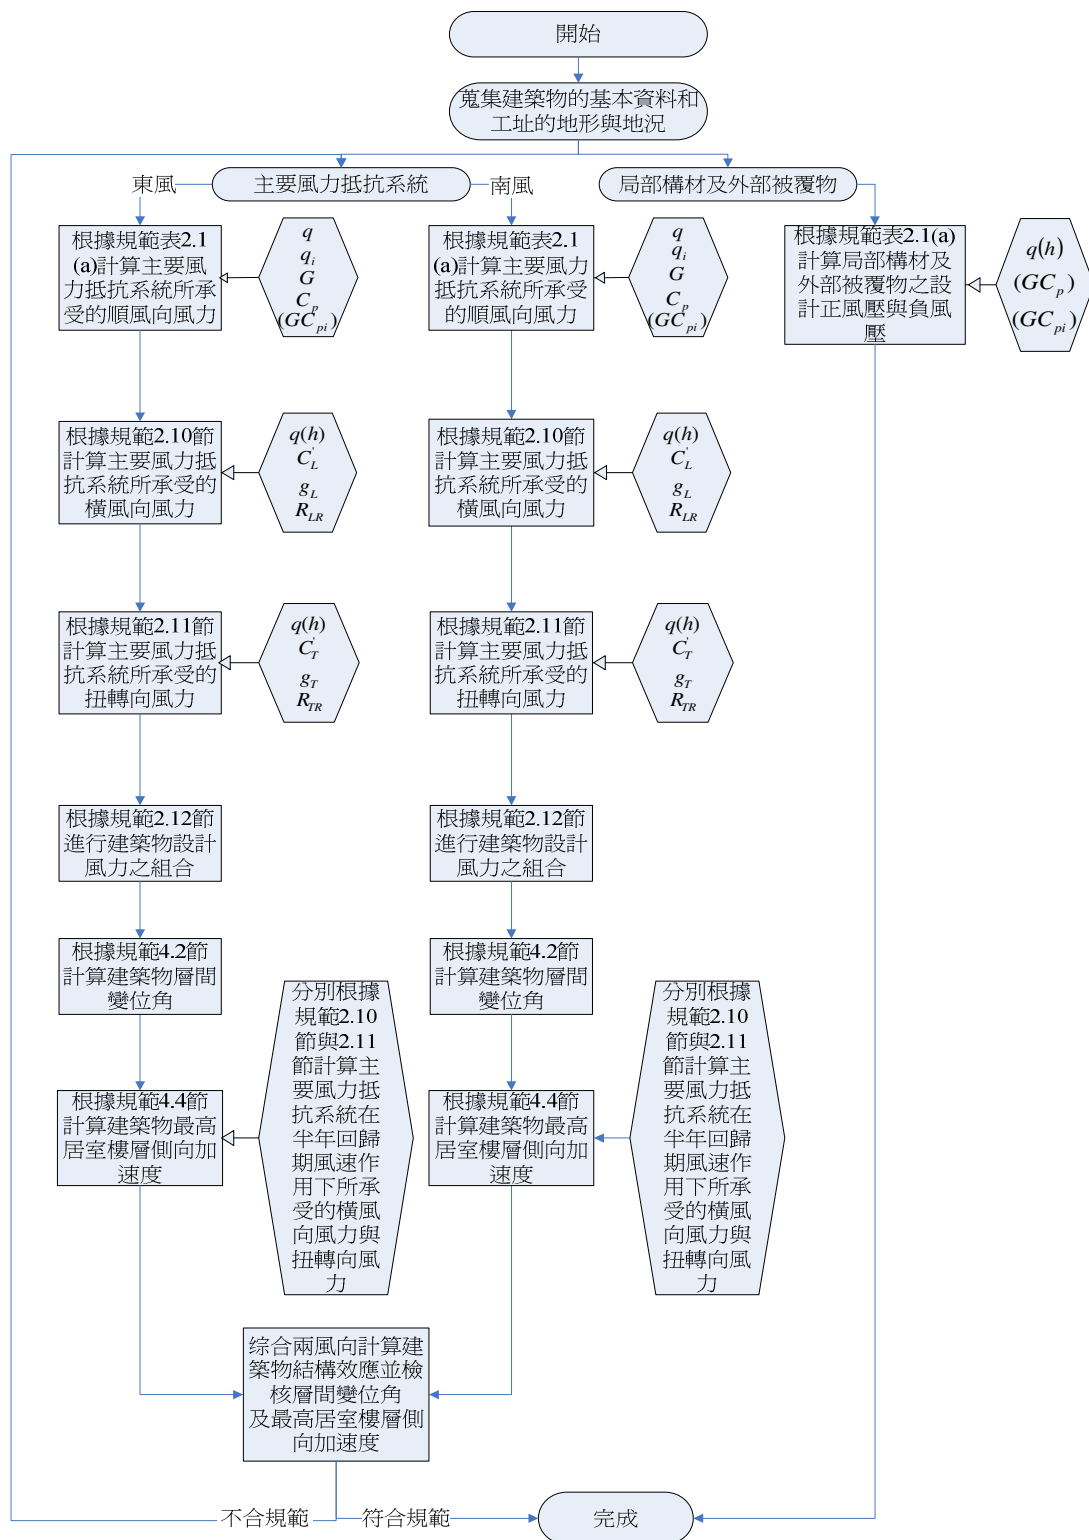 開始
蒐集建築物的基本資料和
工址的地形與地況
東風
主要風力抵抗系統
南風
局部構材及外部被覆物
根據規範表2.1
(a)計算主要風
力抵抗系統所承
受的順風向風力
q
q_i
G
C_p
(GC_{pi})
根據規範表2.1
(a)計算主要風力
抵抗系統所承受
的順風向風力
q
q_i
G
C_p
(GC_{pi})
根據規範表2.1(a)
計算局部構材及
外部被覆物之設
計正風壓與負風
壓
q(h)
(GC_p)
(GC_{pi})
根據規範2.10節
計算主要風力抵
抗系統所承受的
橫風向風力
q(h)
C_L'
g_L
R_{LR}
根據規範2.10節
計算主要風力抵
抗系統所承受的
橫風向風力
q(h)
C_L'
g_L
R_{LR}
根據規範2.11節
計算主要風力抵
抗系統所承受的
扭轉向風力
q(h)
C_T'
g_T
R_{TR}
根據規範2.11節
計算主要風力抵
抗系統所承受的
扭轉向風力
q(h)
C_T'
g_T
R_{TR}
根據規範2.12節
進行建築物設計
風力之組合
根據規範2.12節
進行建築物設計
風力之組合
根據規範4.2節
計算建築物層間
變位角
根據規範4.2節
計算建築物層間
變位角
根據規範4.4節
計算建築物最高
居室樓層側向加
速度
分別根據
規範2.10
節與2.11
節計算主
要風力抵
抗系統在
半年回歸
期風速作
用下所承
受的橫風
向風力與
扭轉向風
力
根據規範4.4節
計算建築物最高
居室樓層側向加
速度
分別根據
規範2.10
節與2.11
節計算主
要風力抵
抗系統在
半年回歸
期風速作
用下所承
受的橫風
向風力與
扭轉向風
力
综合兩風向計算建
築物結構效應並檢
核層間變位角
及最高居室樓層側
向加速度
不合規範
符合規範
完成